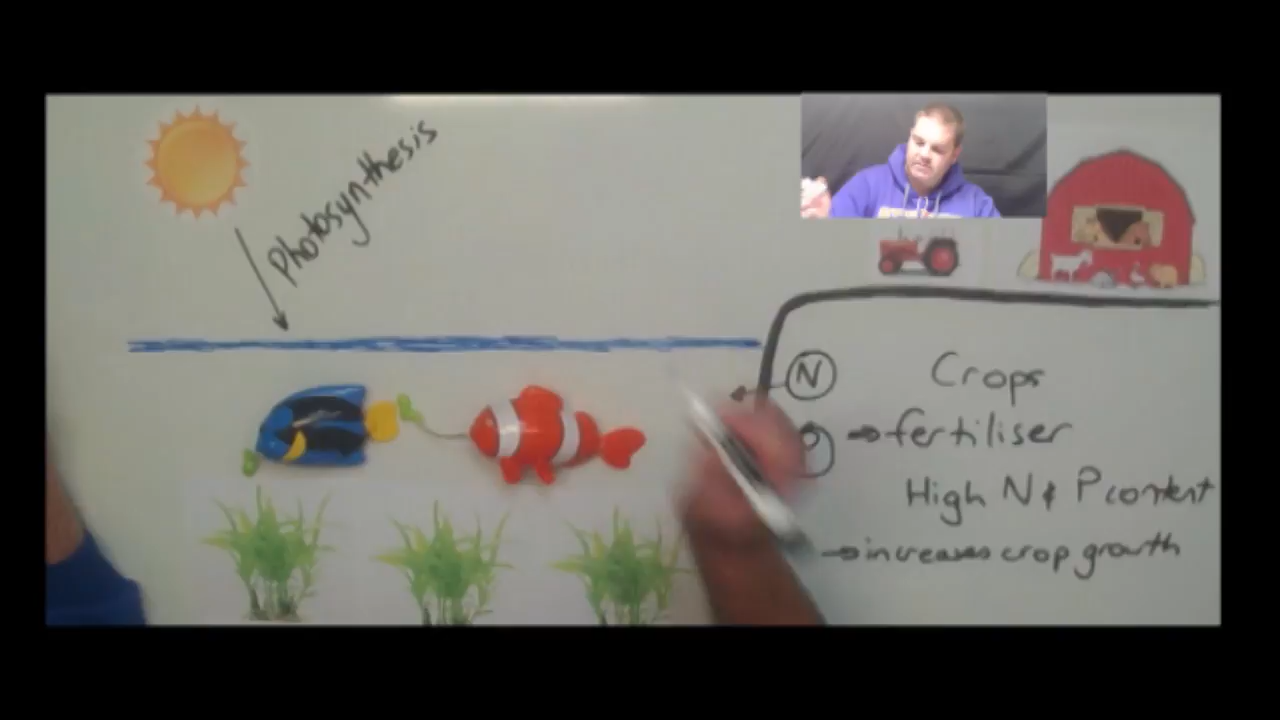 Photosynthesis
N
Crops
P → fertiliser
High N & P content
→ increases crop growth